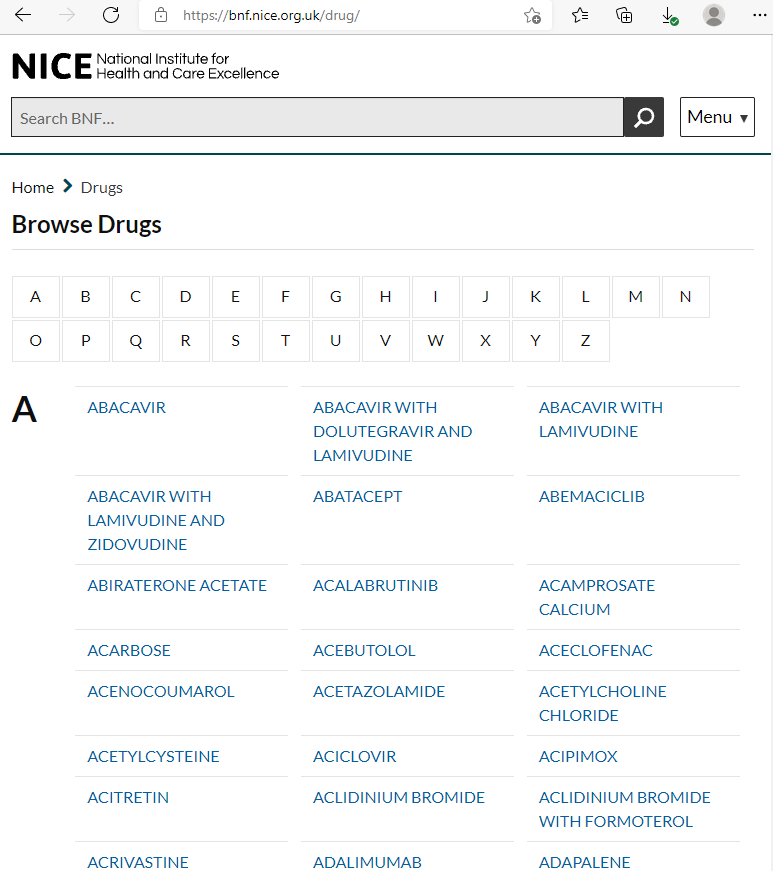 https://bnf.nice.org.uk/drug/
NICE National Institute for
Health and Care Excellence
Search BNF...
Menu ▾
Home > Drugs
Browse Drugs
A B C D E F G H I J K L M N
O P Q R S T U V W X Y Z
A
ABACAVIR
ABACAVIR WITH
DOLUTEGRAVIR AND
LAMIVUDINE
ABACAVIR WITH
LAMIVUDINE
ABACAVIR WITH
LAMIVUDINE AND
ZIDOVUDINE
ABATACEPT
ABEMACICLIB
ABIRATERONE ACETATE
ACALABRUTINIB
ACAMPROSATE
CALCIUM
ACARBOSE
ACEBUTOLOL
ACECLOFENAC
ACENOCOUMAROL
ACETAZOLAMIDE
ACETYLCHOLINE
CHLORIDE
ACETYLCYSTEINE
ACICLOVIR
ACIPIMOX
ACITRETIN
ACLIDINIUM BROMIDE
ACLIDINIUM BROMIDE
WITH FORMOTEROL
ACRIVASTINE
ADALIMUMAB
ADAPALENE